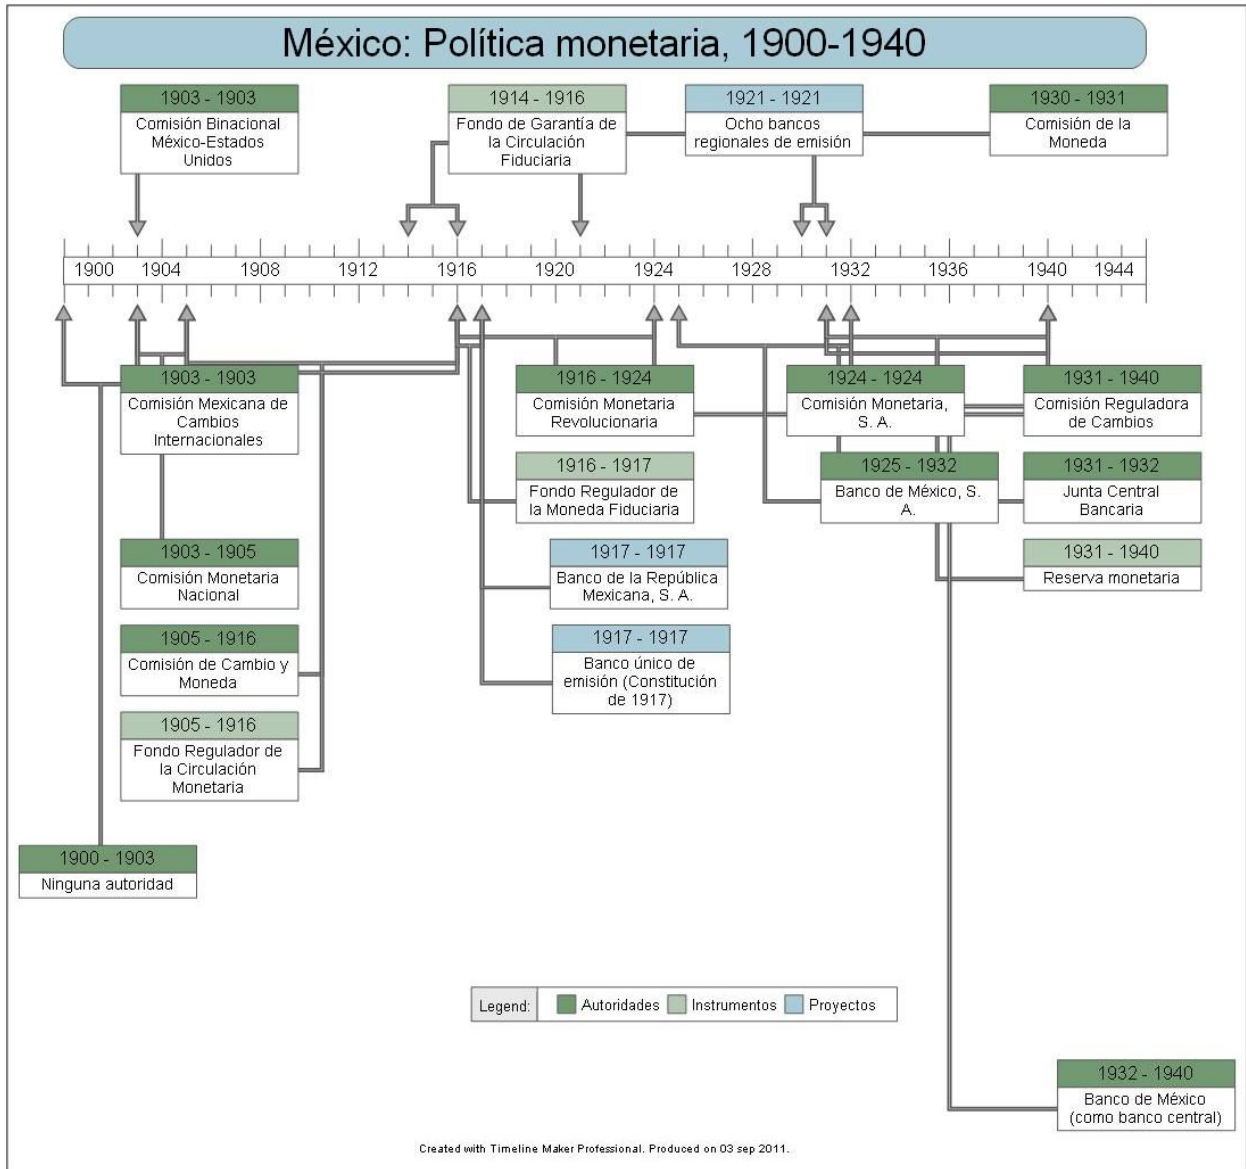 México: Política monetaria, 1900-1940
1903 - 1903
Comisión Binacional
México-Estados
Unidos
1914 - 1916
Fondo de Garantía de
la Circulación
Fiduciaria
1921 - 1921
Ocho bancos
regionales de emisión
1930 - 1931
Comisión de la
Moneda
1900 1904 1908 1912 1916 1920 1924 1928 1932 1936 1940 1944
1903 - 1903
Comisión Mexicana de
Cambios
Internacionales
1916 - 1924
Comisión Monetaria
Revolucionaria
1924 - 1924
Comisión Monetaria,
S. A.
1931 - 1940
Comisión Reguladora
de Cambios
1916 - 1917
Fondo Regulador de
la Moneda Fiduciaria
1925 - 1932
Banco de México, S.
A.
1931 - 1932
Junta Central
Bancaria
1903 - 1905
Comisión Monetaria
Nacional
1917 - 1917
Banco de la República
Mexicana, S. A.
1931 - 1940
Reserva monetaria
1905 - 1916
Comisión de Cambio y
Moneda
1917 - 1917
Banco único de
emisión (Constitución
de 1917)
1905 - 1916
Fondo Regulador de
la Circulación
Monetaria
1900 - 1903
Ninguna autoridad
Legend: Autoridades Instrumentos Proyectos
1932 - 1940
Banco de México
(como banco central)
Created with Timeline Maker Professional. Produced on 03 sep 2011.